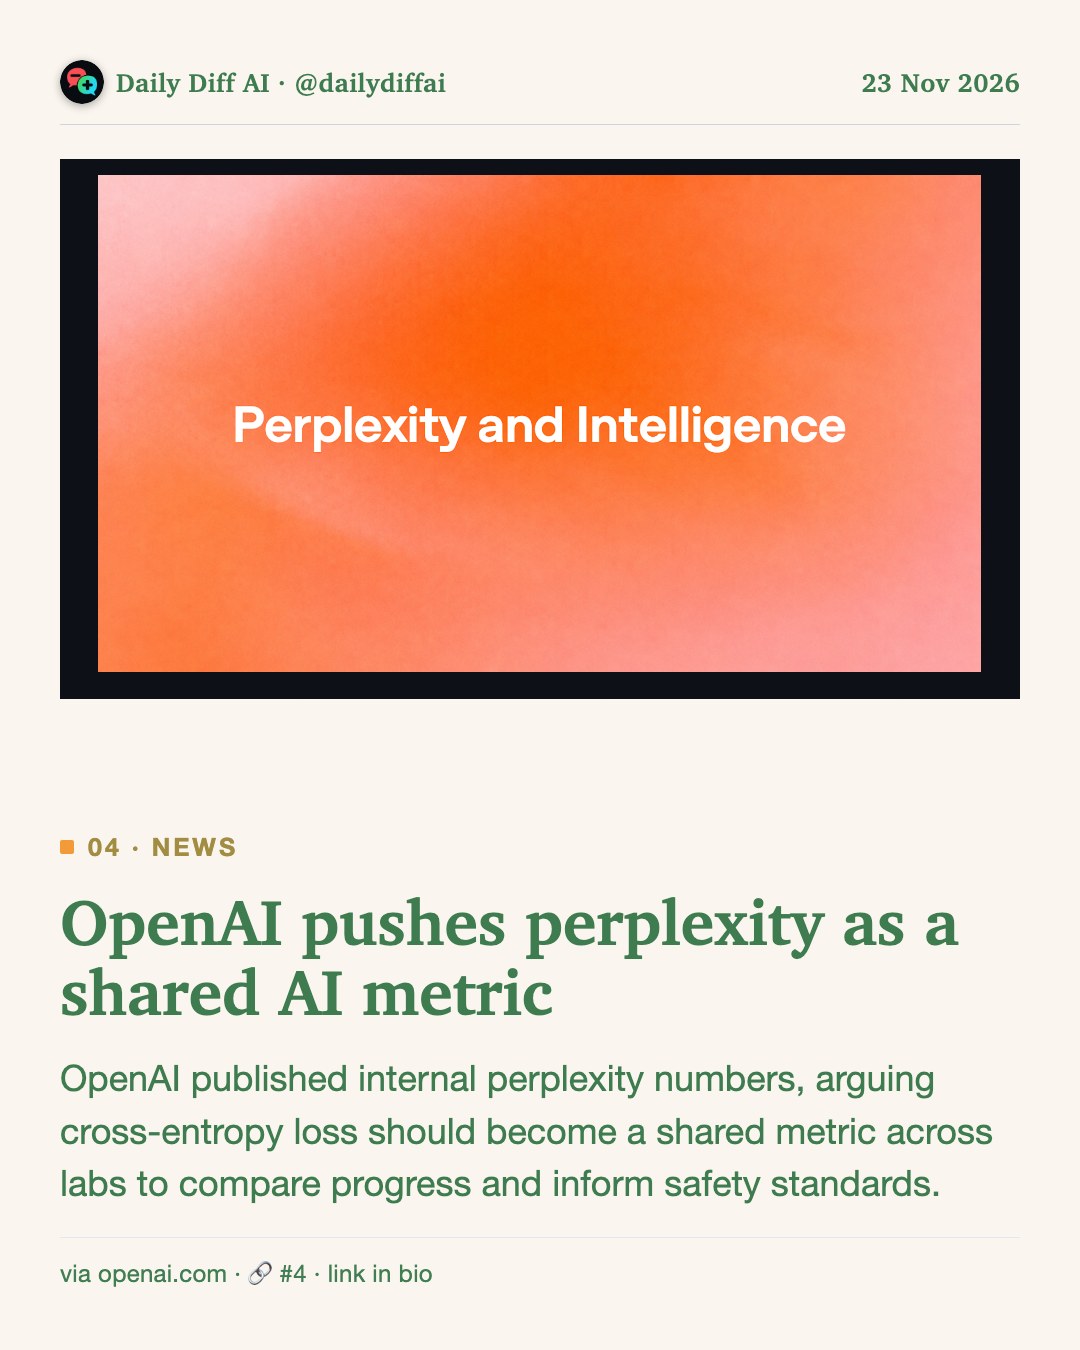 Daily Diff AI · @dailydiffai
23 Nov 2026
Perplexity and Intelligence
04 · NEWS
OpenAI pushes perplexity as a
shared AI metric
OpenAI published internal perplexity numbers, arguing
cross-entropy loss should become a shared metric across
labs to compare progress and inform safety standards.
via openai.com · 🔗 #4 · link in bio